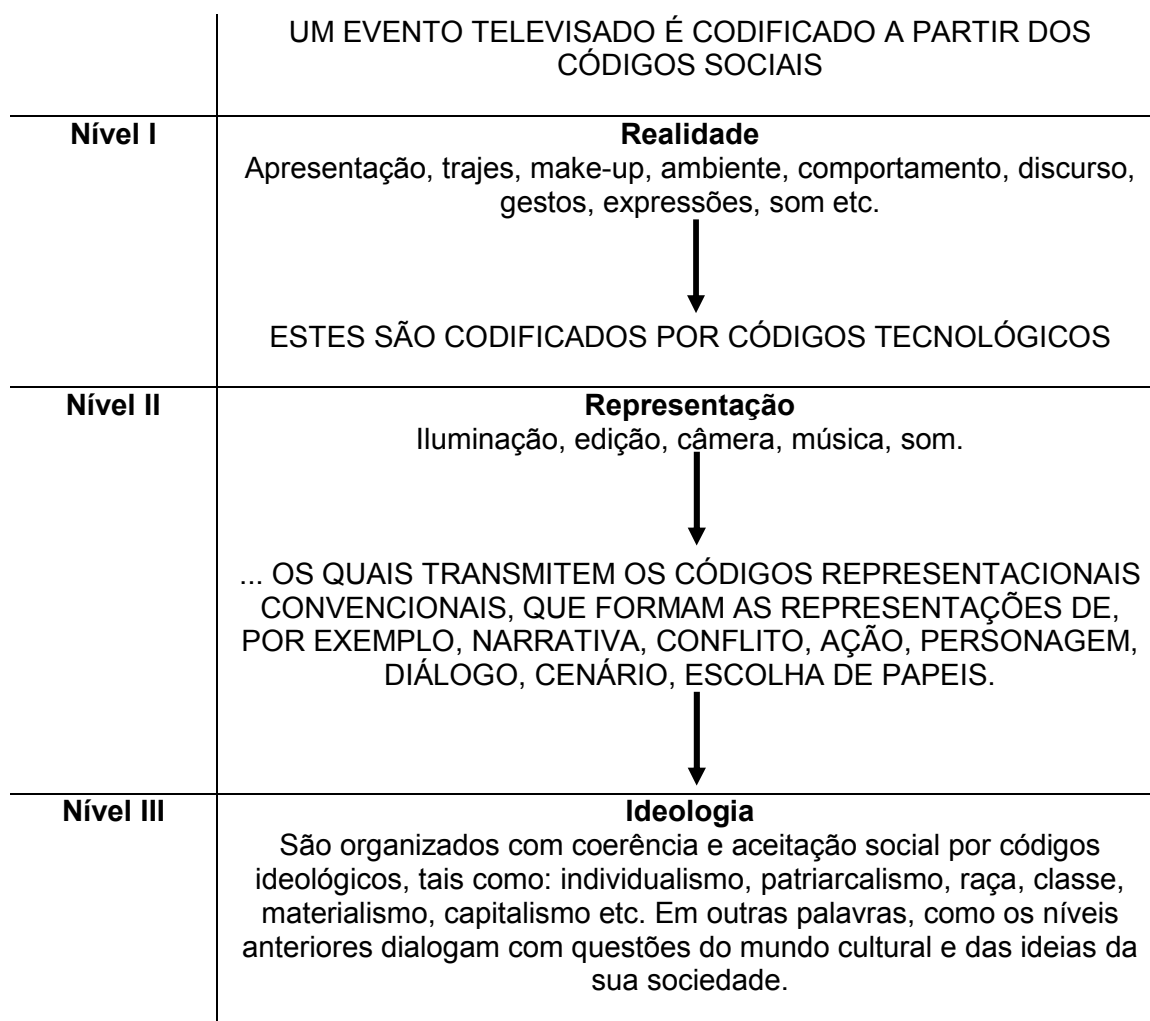 UM EVENTO TELEVISADO É CODIFICADO A PARTIR DOS
CÓDIGOS SOCIAIS
Nível I
Realidade
Apresentação, trajes, make-up, ambiente, comportamento, discurso,
gestos, expressões, som etc.
ESTES SÃO CODIFICADOS POR CÓDIGOS TECNOLÓGICOS
Nível II
Representação
Iluminação, edição, câmera, música, som.
... OS QUAIS TRANSMITEM OS CÓDIGOS REPRESENTACIONAIS
CONVENCIONAIS, QUE FORMAM AS REPRESENTAÇÕES DE,
POR EXEMPLO, NARRATIVA, CONFLITO, AÇÃO, PERSONAGEM,
DIÁLOGO, CENÁRIO, ESCOLHA DE PAPEIS.
Nível III
Ideologia
São organizados com coerência e aceitação social por códigos
ideológicos, tais como: individualismo, patriarcalismo, raça, classe,
materialismo, capitalismo etc. Em outras palavras, como os níveis
anteriores dialogam com questões do mundo cultural e das ideias da
sua sociedade.